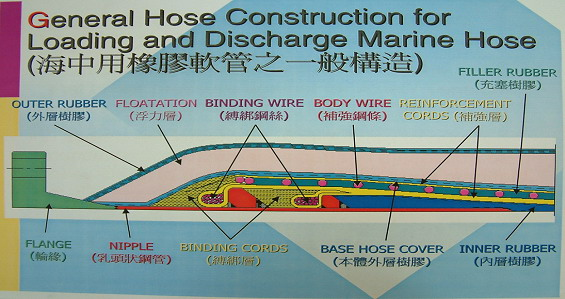 General Hose Construction for
Loading and Discharge Marine Hose
(海中用橡膠軟管之一般構造)
FILLER RUBBER
(充塞樹膠)
OUTER RUBBER
(外層樹膠)
FLOATATION
(浮力層)
BINDING WIRE
(縛綁鋼絲)
BODY WIRE
(補強鋼條)
REINFORCEMENT
CORDS (補強層)
FLANGE
(輪緣)
NIPPLE
(乳頭狀鋼管)
BINDING CORDS
(縛綁層)
BASE HOSE COVER
(本體外層樹膠)
INNER RUBBER
(內層樹膠)